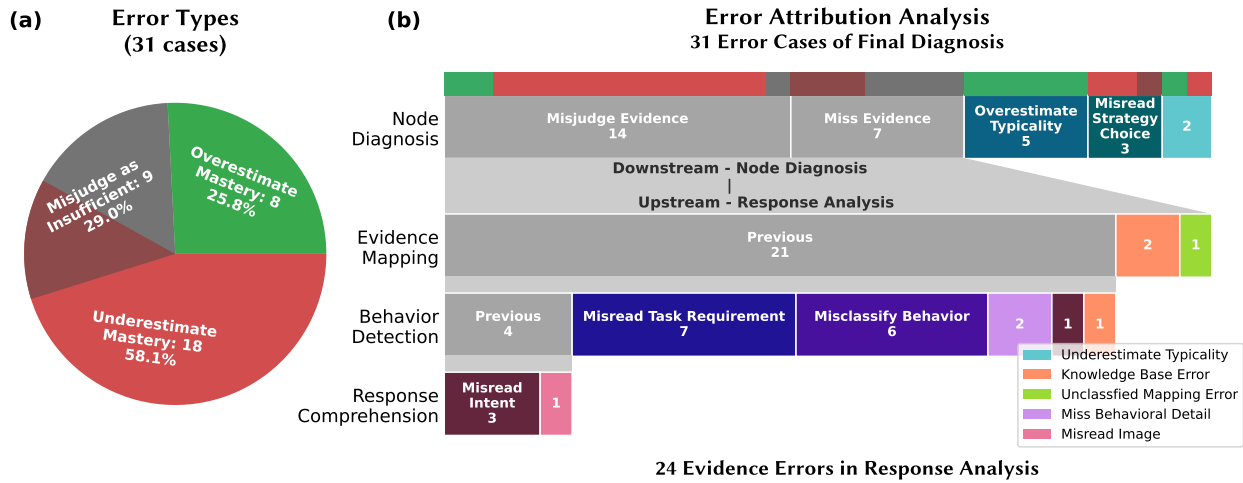 (a)
Error Types
(31 cases)
Overestimate
Mastery: 8
25.8%
Misjudge as
Insufficient: 9
29.0%
Underestimate
Mastery: 18
58.1%
(b)
Error Attribution Analysis
31 Error Cases of Final Diagnosis
Node
Diagnosis
Misjudge Evidence
14
Miss Evidence
7
Overestimate
Typicality
5
Misread
Strategy
Choice
3
2
Downstream - Node Diagnosis
|
Upstream - Response Analysis
Evidence
Mapping
Previous
21
2
1
Behavior
Detection
Previous
4
Misread Task Requirement
7
Misclassify Behavior
6
2
1
1
Response
Comprehension
Misread
Intent
3
1
Underestimate Typicality
Knowledge Base Error
Unclassfied Mapping Error
Miss Behavioral Detail
Misread Image
24 Evidence Errors in Response Analysis